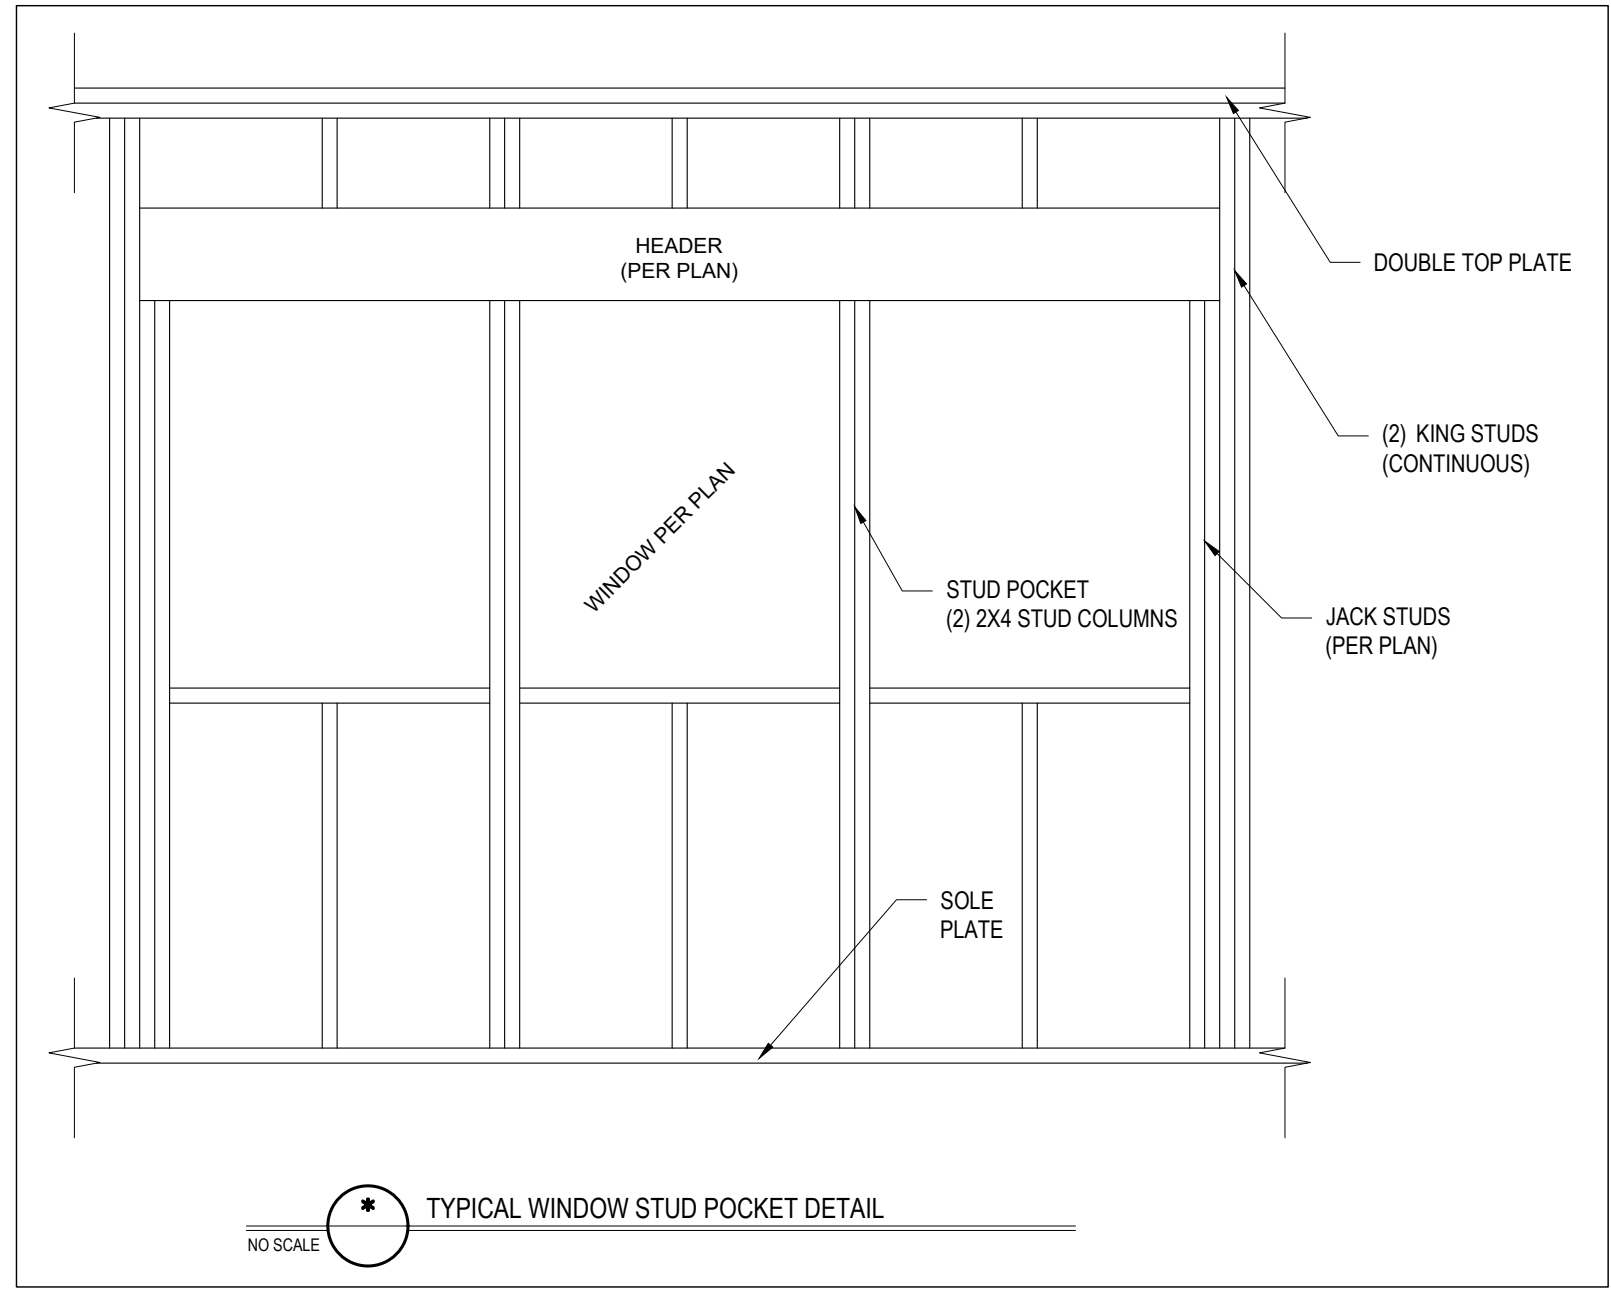 HEADER
(PER PLAN)
DOUBLE TOP PLATE
(2) KING STUDS
(CONTINUOUS)
WINDOW PER PLAN
STUD POCKET
(2) 2X4 STUD COLUMNS
JACK STUDS
(PER PLAN)
SOLE
PLATE
*
TYPICAL WINDOW STUD POCKET DETAIL
NO SCALE